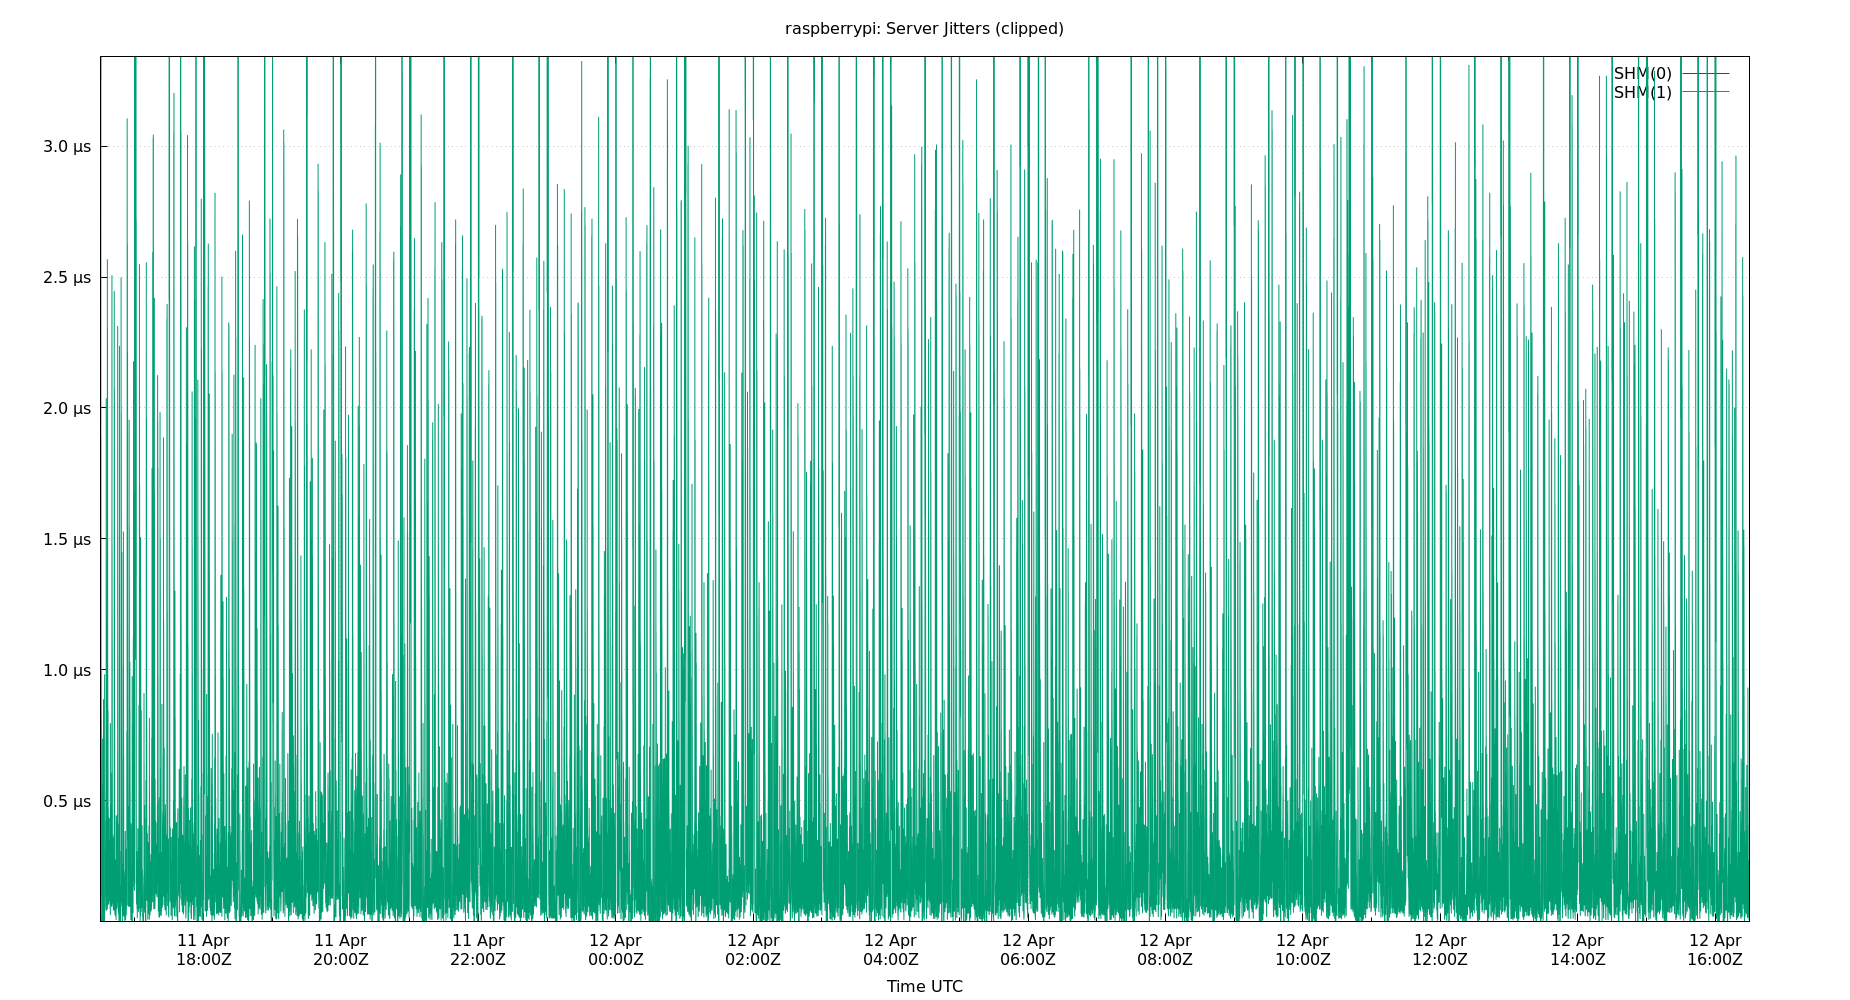 raspberrypi: Server Jitters (clipped)
SHM(0)
SHM(1)
3.0 µs
2.5 µs
2.0 µs
1.5 µs
1.0 µs
0.5 µs
11 Apr 11 Apr 11 Apr 12 Apr 12 Apr 12 Apr 12 Apr 12 Apr 12 Apr 12 Apr 12 Apr 12 Apr
18:00Z 20:00Z 22:00Z 00:00Z 02:00Z 04:00Z 06:00Z 08:00Z 10:00Z 12:00Z 14:00Z 16:00Z
Time UTC